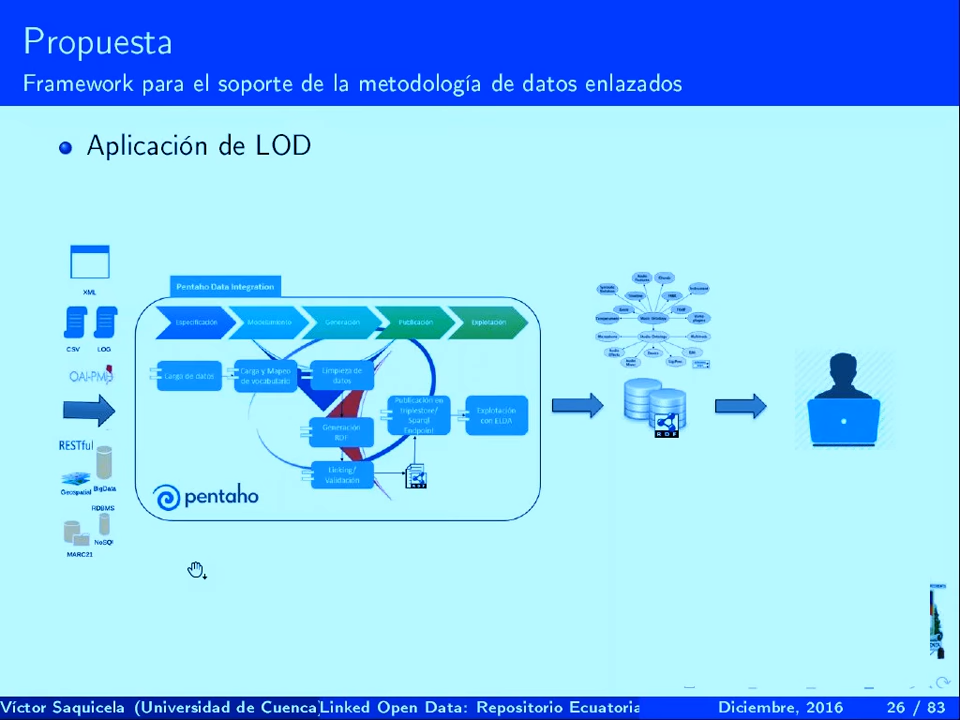 Propuesta
Framework para el soporte de la metodología de datos enlazados
Aplicación de LOD
XML
CSV LOG
OAI-PMH
RESTful
Geospatial BigData
RDBMS
NoSQl
MARC21
Pentaho Data Integration
Especificación Modelamiento Generación Publicación Explotación
Carga de datos
Carga y Mapeo
de vocabulario
Limpieza de
datos
Generación
RDF
Linking/
Validación
Publicación en
triplestore/
Sparql
Endpoint
Explotación
con ELDA
pentaho
RDF
Víctor Saquicela (Universidad de Cuenca) Linked Open Data: Repositorio Ecuatoria Diciembre, 2016 26 / 83